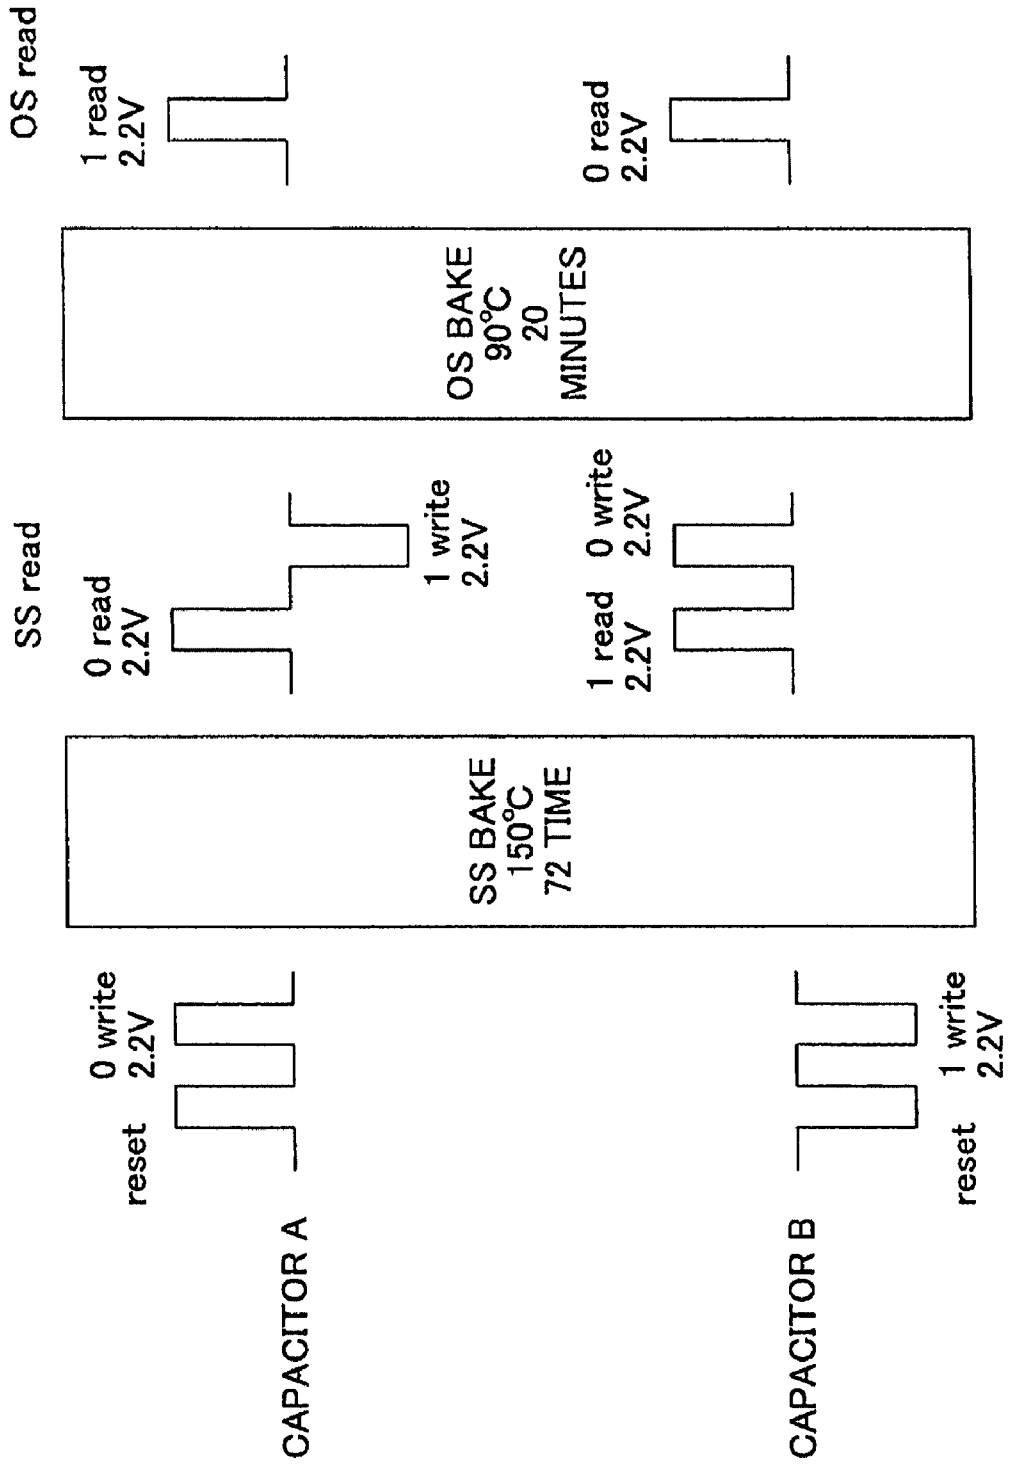 SS read
OS read
CAPACITOR A
reset
0 write
2.2V
0 read
2.2V
1 write
2.2V
1 read
2.2V
SS BAKE
150°C
72 TIME
OS BAKE
90°C
20
MINUTES
CAPACITOR B
reset
1 write
2.2V
1 read
2.2V
0 write
2.2V
0 read
2.2V